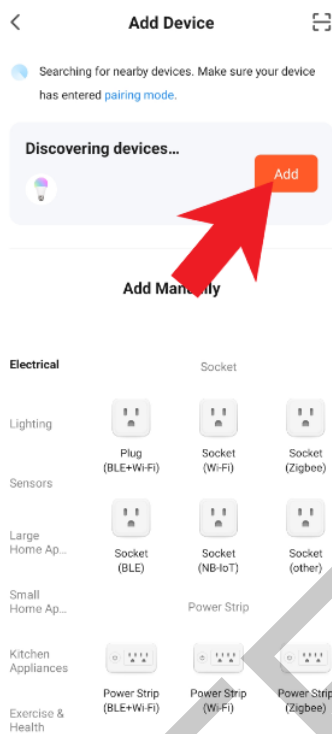 Add Device
Searching for nearby devices. Make sure your device
has entered pairing mode.
Discovering devices...
Add
Add Manually
Electrical
Socket
Lighting
Plug
(BLE+Wi-Fi)
Socket
(Wi-Fi)
Socket
(Zigbee)
Sensors
Large
Home Ap...
Socket
(BLE)
Socket
(NB-IoT)
Socket
(other)
Small
Home Ap...
Power Strip
Kitchen
Appliances
Power Strip
(BLE+Wi-Fi)
Power Strip
(Wi-Fi)
Power Strip
(Zigbee)
Exercise &
Health